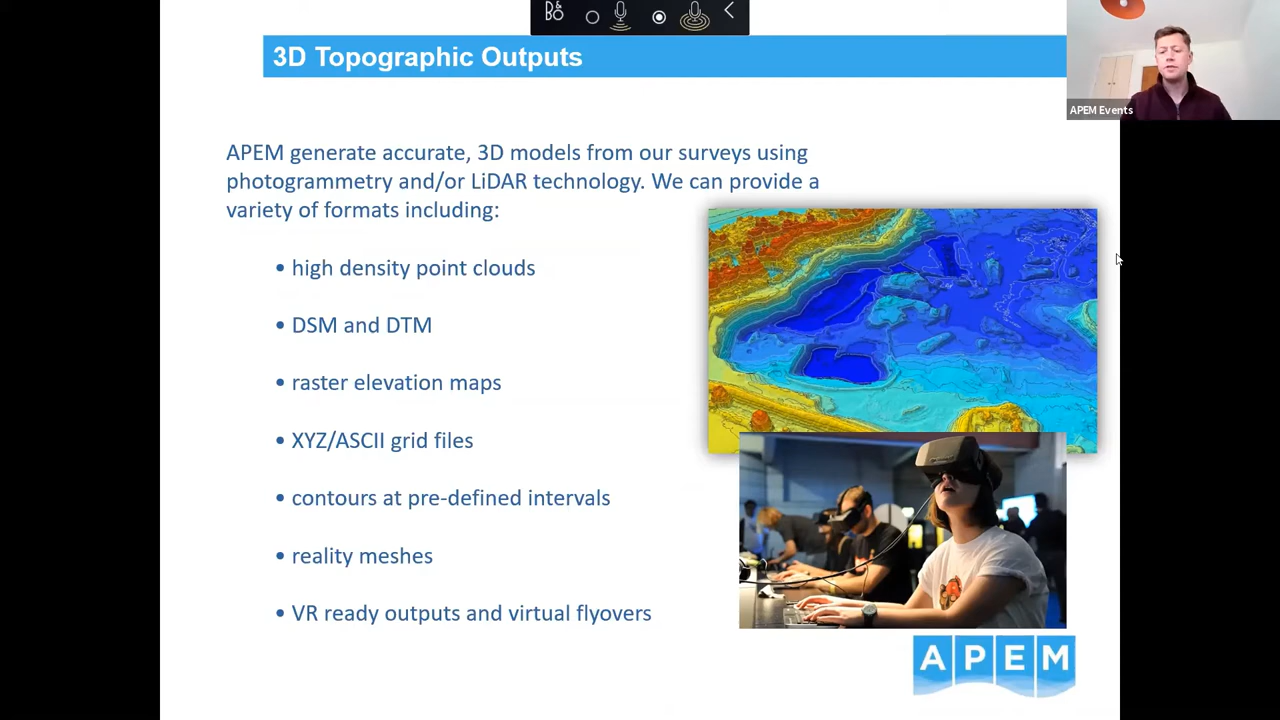 3D Topographic Outputs
APEM Events
APEM generate accurate, 3D models from our surveys using
photogrammetry and/or LiDAR technology. We can provide a
variety of formats including:
• high density point clouds
• DSM and DTM
• raster elevation maps
• XYZ/ASCII grid files
• contours at pre-defined intervals
• reality meshes
• VR ready outputs and virtual flyovers
APEM